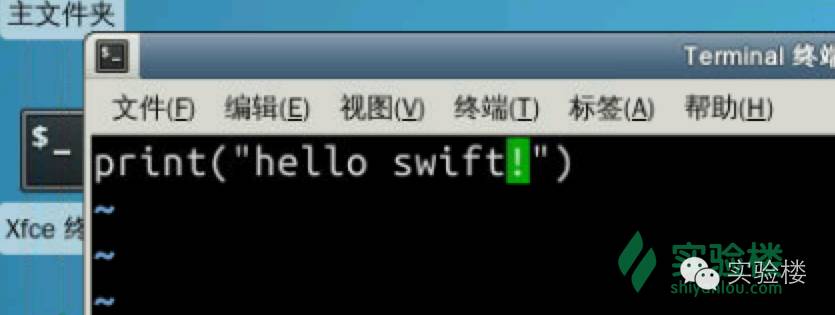 主文件夹
Terminal 终端
文件(F) 编辑(E) 视图(V) 终端(T) 标签(A) 帮助(H)
$_
print("hello swift!")
~
~
~
Xfce 终
实验楼
shiyanlou.com
实验楼